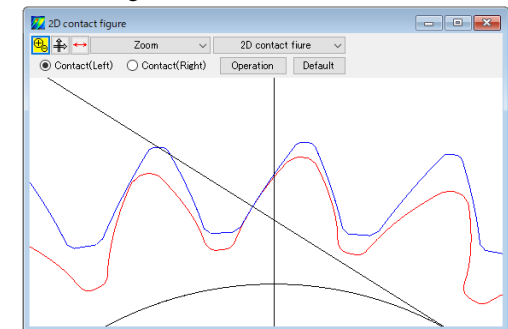 2D contact figure
Zoom 2D contact fiure
Contact(Left) Contact(Right) Operation Default